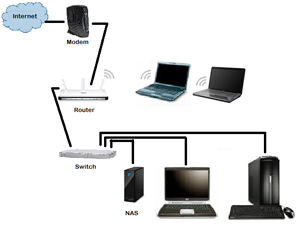 Internet
Modem
Router
Switch
NAS